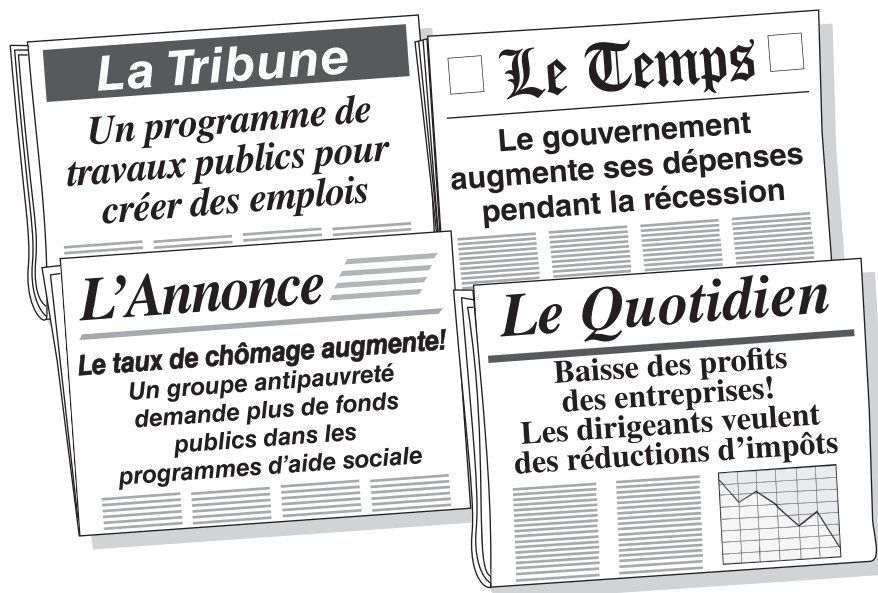 La Tribune
Un programme de
travaux publics pour
créer des emplois
Le Temps
Le gouvernement
augmente ses dépenses
pendant la récession
L'Annonce
Le taux de chômage augmente!
Un groupe antipauvreté
demande plus de fonds
publics dans les
programmes d'aide sociale
Le Quotidien
Baisse des profits
des entreprises!
Les dirigeants veulent
des réductions d'impôts